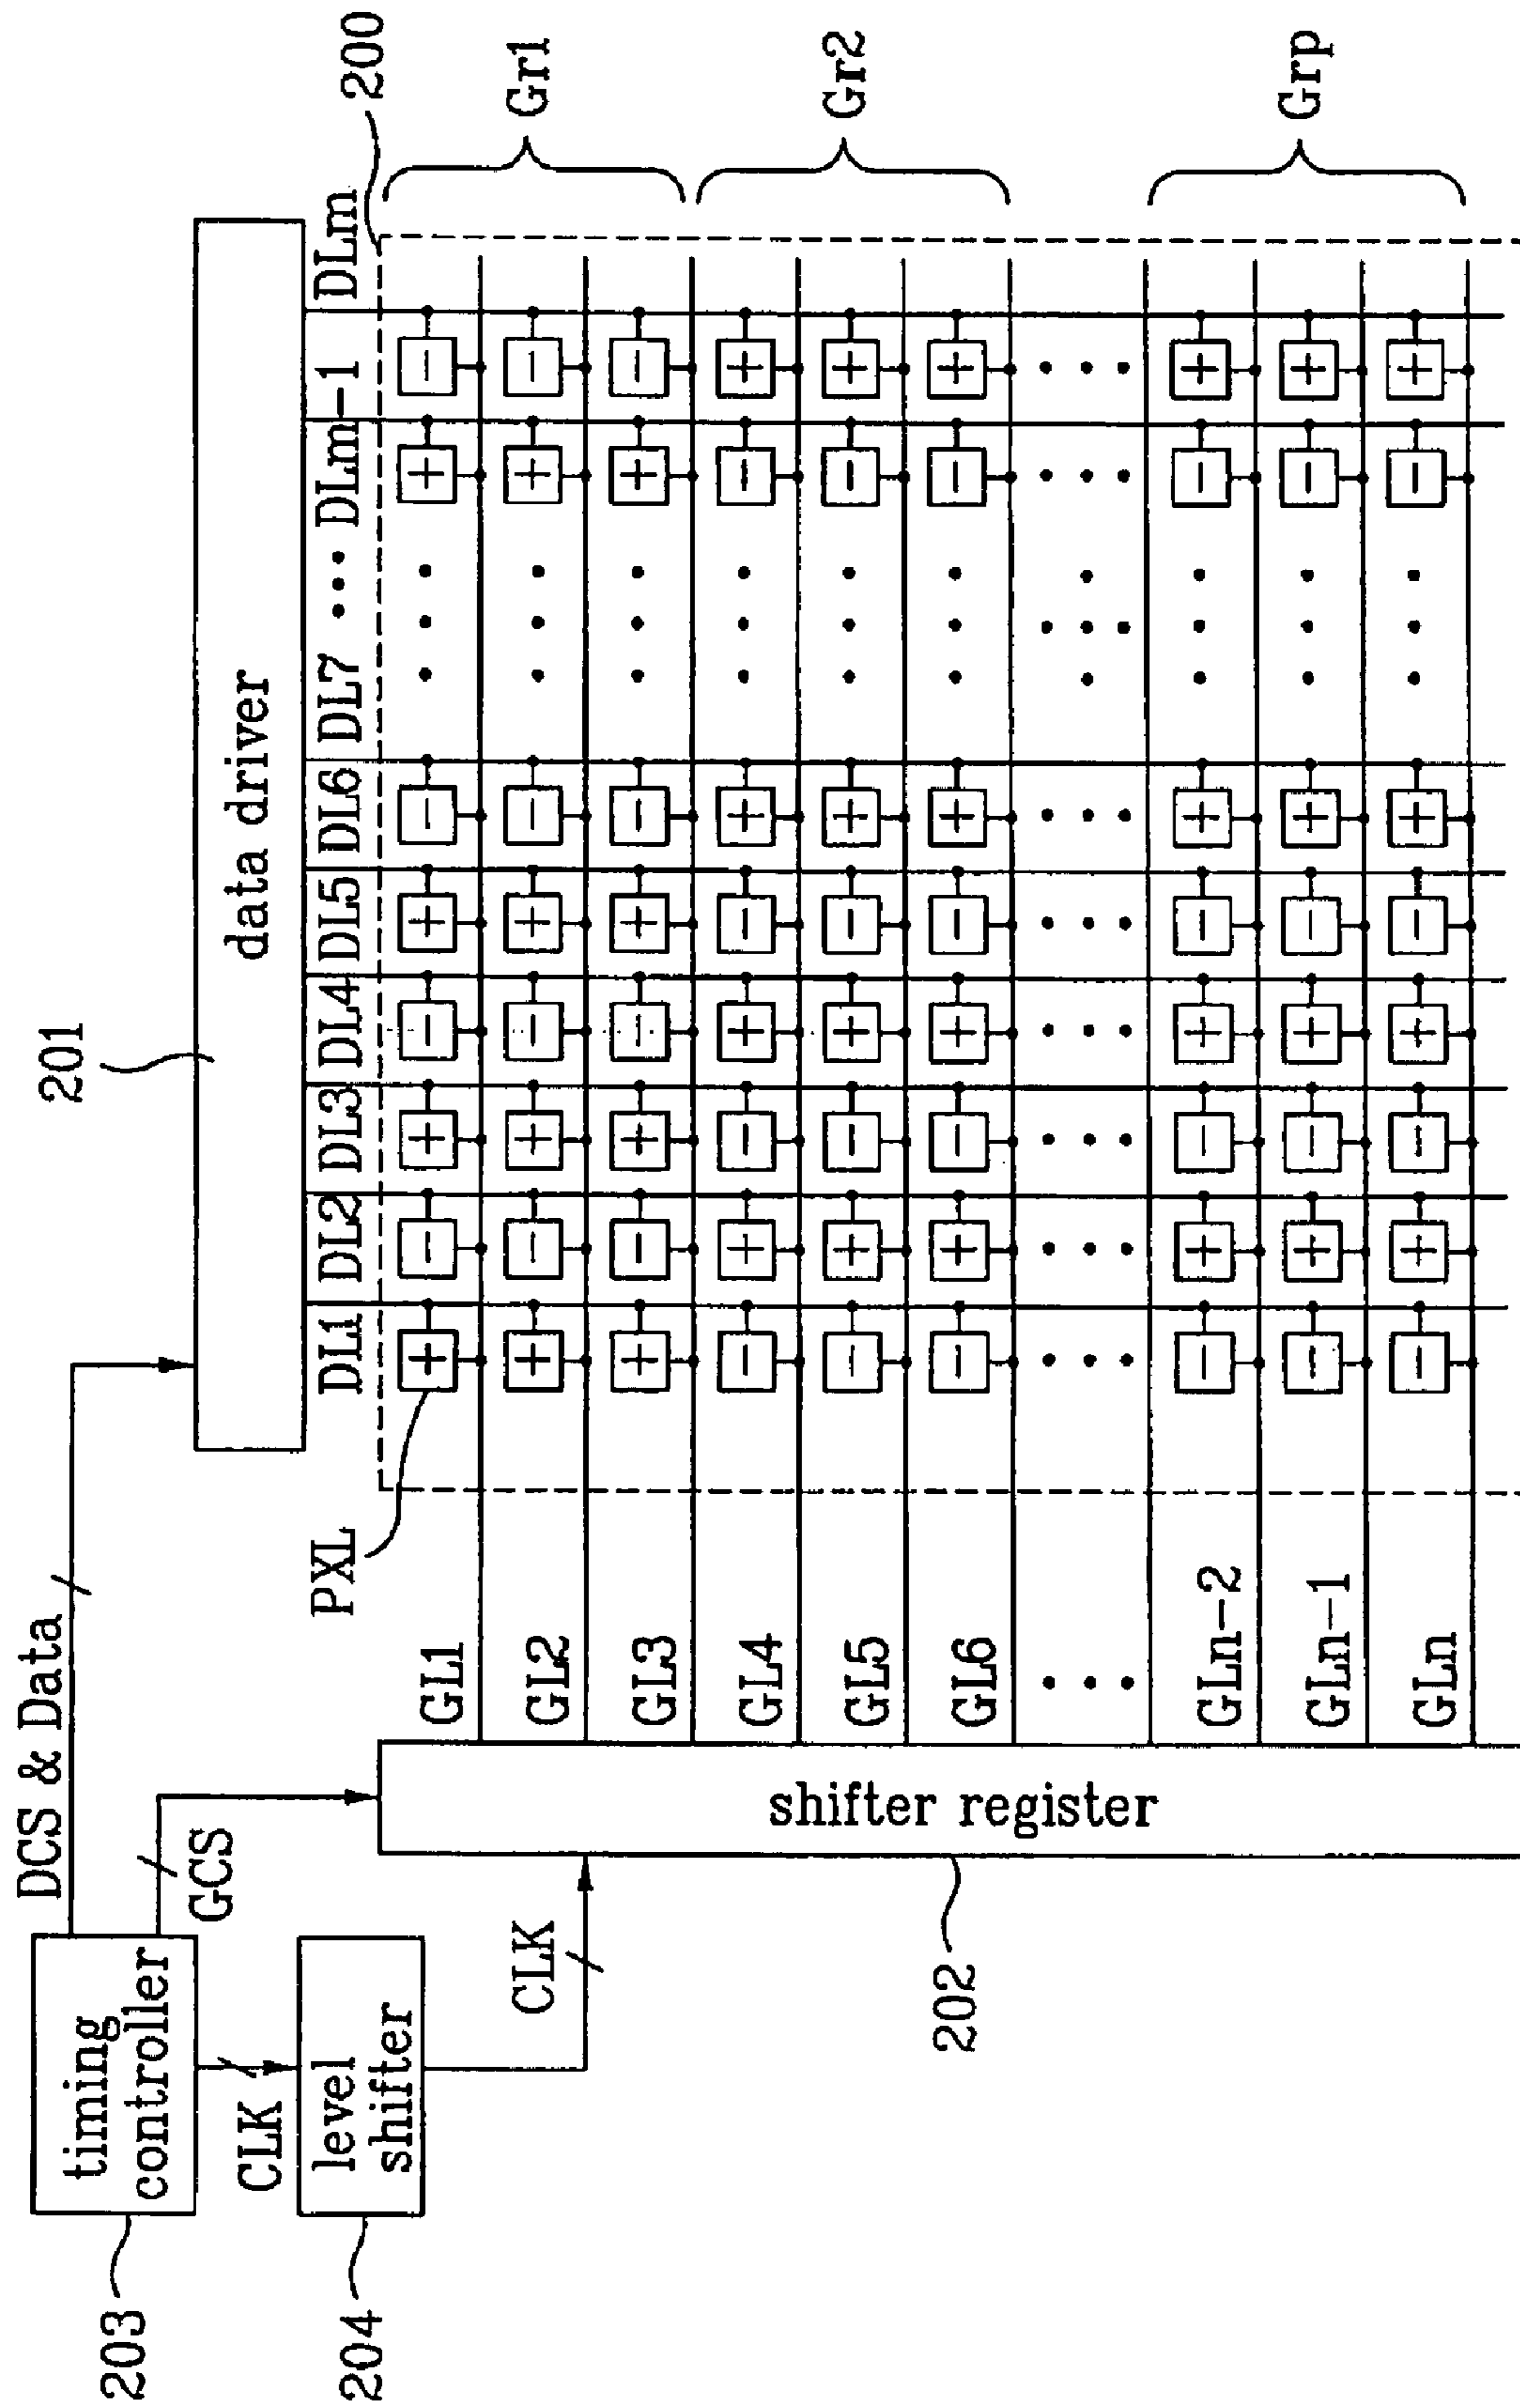 DCS & Data
timing
controller
203
GCS
CLK
level
shifter
204
CLK
201
data driver
200
PXL
DL1 DL2 DL3 DL4 DL5 DL6 DL7 ... DLm-1 DLm
GL1 + - + - + - + - Gr1
GL2 + - + - + - + -
GL3 + - + - + - + -
GL4 - + - + - + - + Gr2
GL5 - + - + - + - +
GL6 - + - + - + - +
GLn-2 - + - + - + - + Grp
GLn-1 - + - + - + - +
GLn - + - + - + - +
shifter register
202